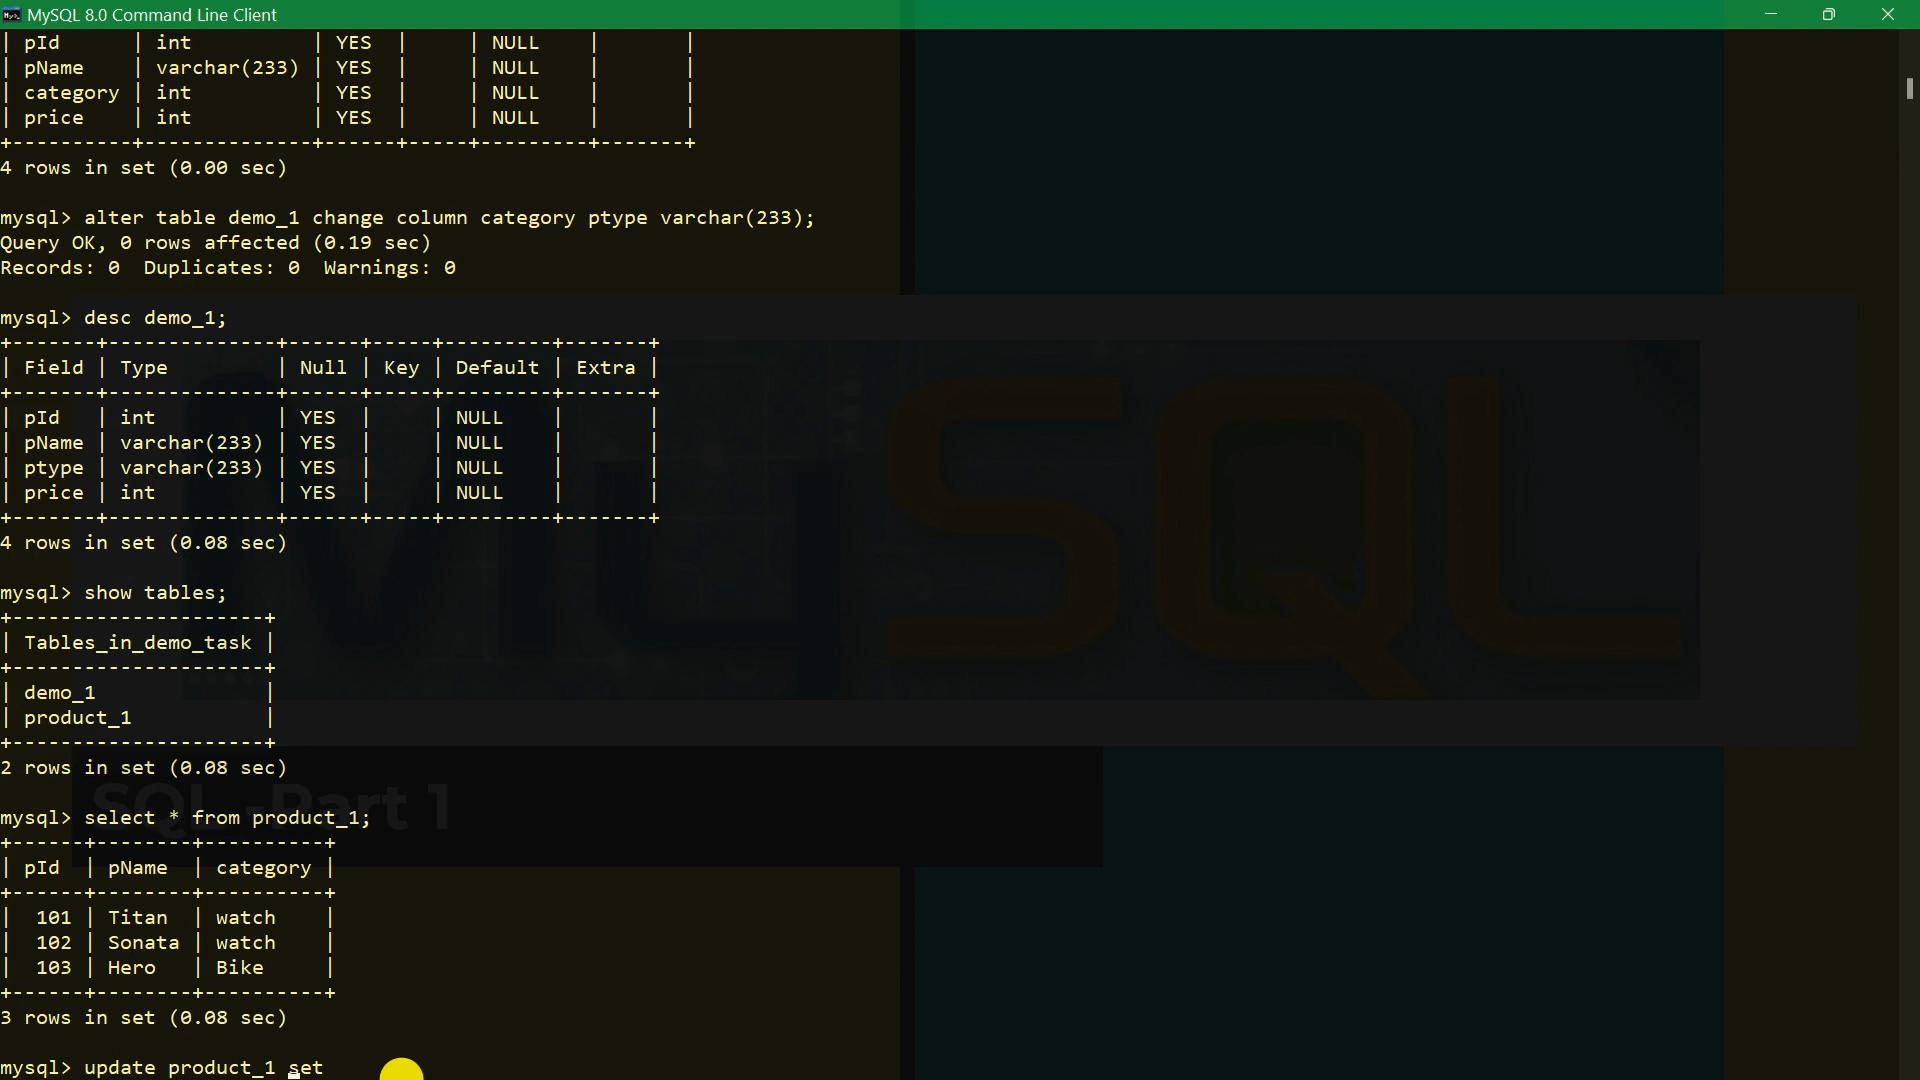 MySQL 8.0 Command Line Client
| pId      | int          | YES  |     | NULL    |       |
| pName    | varchar(233) | YES  |     | NULL    |       |
| category | int          | YES  |     | NULL    |       |
| price    | int          | YES  |     | NULL    |       |
+----------+--------------+------+-----+---------+-------+
4 rows in set (0.00 sec)
mysql> alter table demo_1 change column category ptype varchar(233);
Query OK, 0 rows affected (0.19 sec)
Records: 0  Duplicates: 0  Warnings: 0
mysql> desc demo_1;
+-------+--------------+------+-----+---------+-------+
| Field | Type         | Null | Key | Default | Extra |
+-------+--------------+------+-----+---------+-------+
| pId   | int          | YES  |     | NULL    |       |
| pName | varchar(233) | YES  |     | NULL    |       |
| ptype | varchar(233) | YES  |     | NULL    |       |
| price | int          | YES  |     | NULL    |       |
+-------+--------------+------+-----+---------+-------+
4 rows in set (0.08 sec)
MySQL
mysql> show tables;
+---------------------+
| Tables_in_demo_task |
+---------------------+
| demo_1              |
| product_1           |
+---------------------+
2 rows in set (0.08 sec)
SQL -Part 1
mysql> select * from product_1;
+------+--------+----------+
| pId  | pName  | category |
+------+--------+----------+
|  101 | Titan  | watch    |
|  102 | Sonata | watch    |
|  103 | Hero   | Bike     |
+------+--------+----------+
3 rows in set (0.08 sec)
mysql> update product_1 set